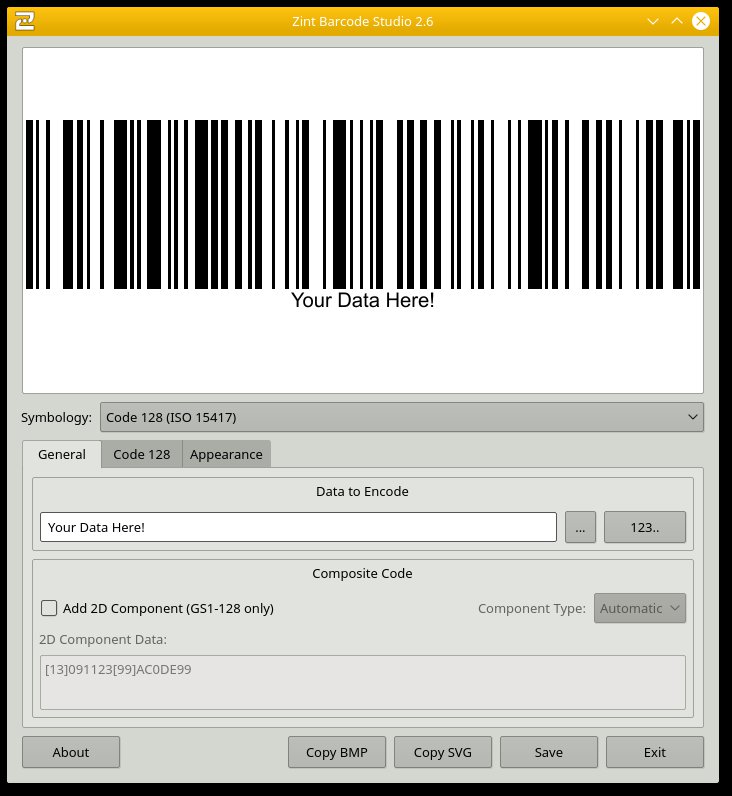 Zint Barcode Studio 2.6
Your Data Here!
Symbology: Code 128 (ISO 15417)
General Code 128 Appearance
Data to Encode
Your Data Here! ... 123..
Composite Code
Add 2D Component (GS1-128 only) Component Type: Automatic
2D Component Data:
[13]091123[99]AC0DE99
About Copy BMP Copy SVG Save Exit